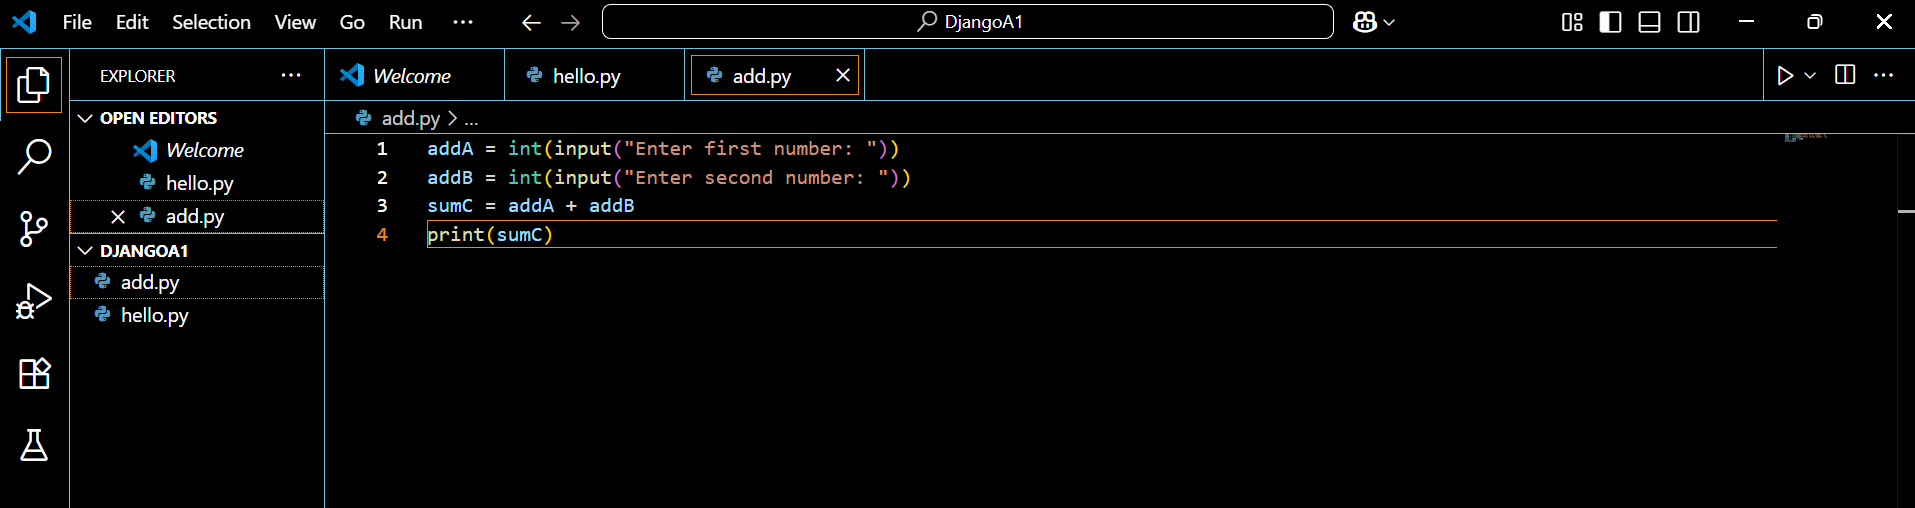 File Edit Selection View Go Run ... DjangoA1
EXPLORER ...
OPEN EDITORS
Welcome
hello.py
add.py
DJANGOA1
add.py
hello.py
Welcome hello.py add.py
add.py > ...
1 addA = int(input("Enter first number: "))
2 addB = int(input("Enter second number: "))
3 sumC = addA + addB
4 print(sumC)